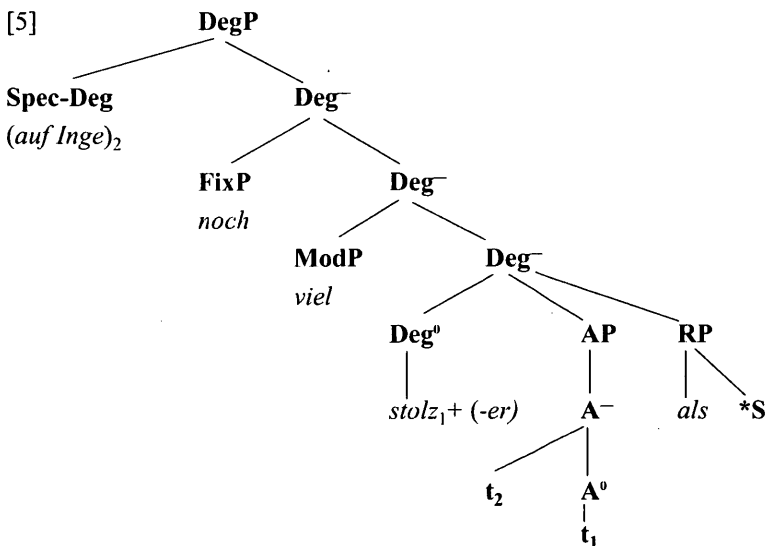 [5] DegP
Spec-Deg Deg¯
(auf Inge)₂
FixP Deg¯
noch
ModP Deg¯
viel
Deg⁰ AP RP
stolz₁+ (-er) A¯ als *S
t₂ A⁰
t₁